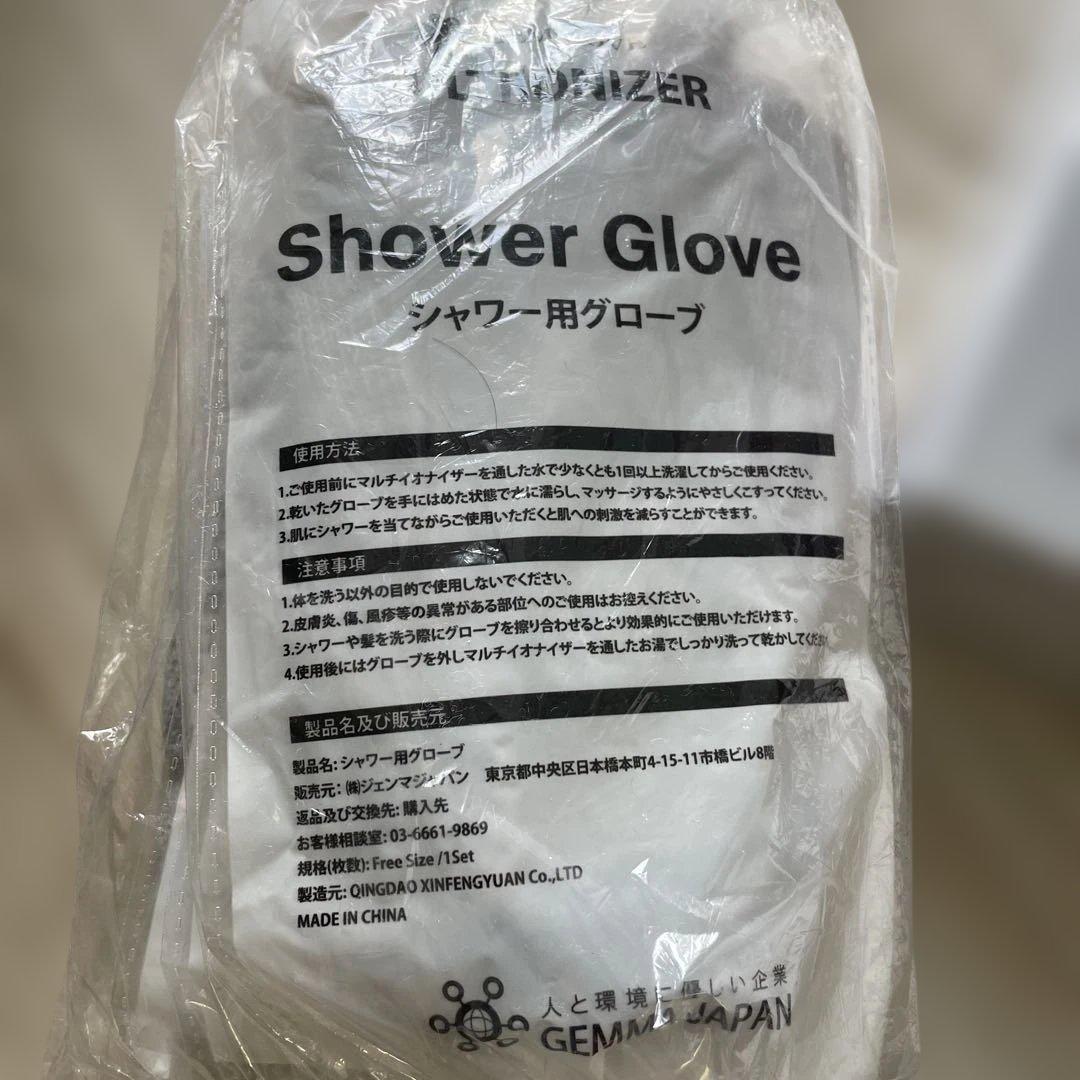 IONIZER
Shower Glove
シャワー用グローブ
使用方法
1.ご使用前にマルチイオナイザーを通した水で少なくとも1回以上洗濯してからご使用ください。
2.乾いたグローブを手にはめた状態で水に濡らし、マッサージするようにやさしくこすってください。
3.肌にシャワーを当てながらご使用いただくと肌への刺激を減らすことができます。
注意事項
1.体を洗う以外の目的で使用しないでください。
2.皮膚炎、傷、風疹等の異常がある部位へのご使用はお控えください。
3.シャワーや髪を洗う際にグローブを擦り合わせるとより効果的にご使用いただけます。
4.使用後にはグローブを外しマルチイオナイザーを通したお湯でしっかり洗って乾かしてください
製品名及び販売元
製品名: シャワー用グローブ
販売元: ㈱ジェンマジャパン 東京都中央区日本橋本町4-15-11市橋ビル8階
返品及び交換先: 購入先
お客様相談室: 03-6661-9869
規格(枚数): Free Size /1Set
製造元: QINGDAO XINFENGYUAN Co.,LTD
MADE IN CHINA
人と環境に優しい企業
GEMMA JAPAN